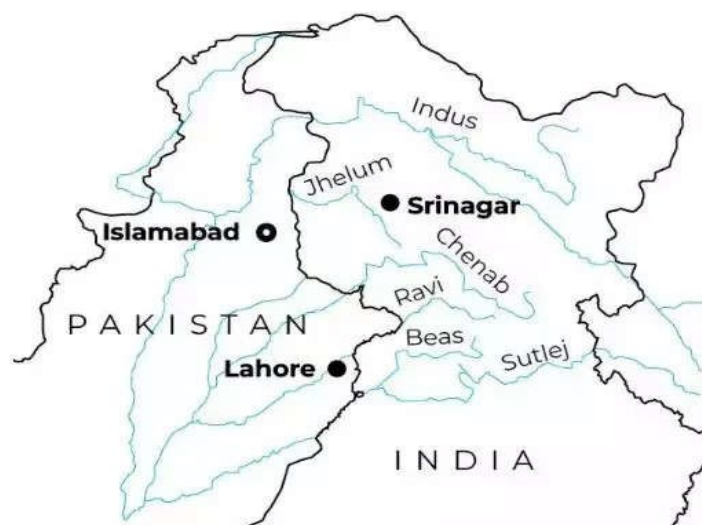 Indus
Jhelum
Srinagar
Islamabad
Chenab
Ravi
PAKISTAN
Beas
Sutlej
Lahore
INDIA